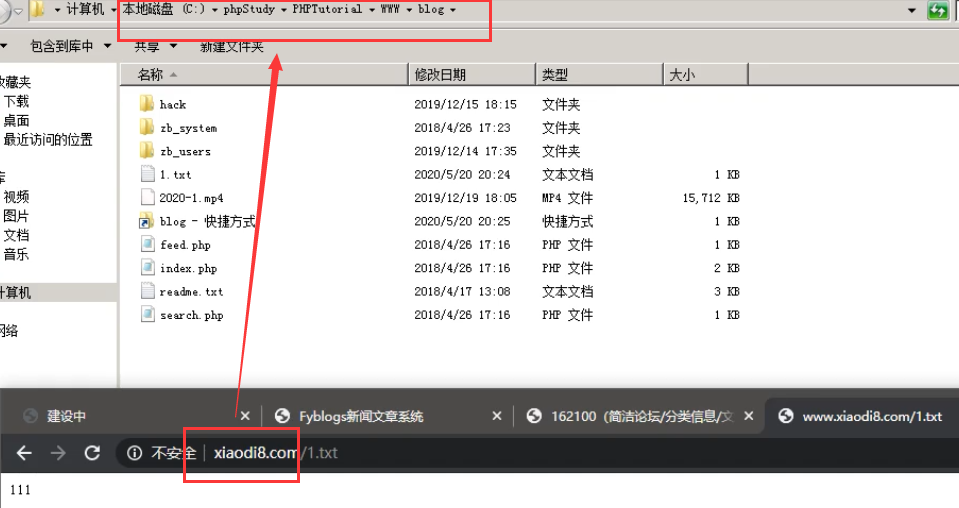 计算机 本地磁盘 (C:) phpStudy PHPTutorial WWW blog
包含到库中 共享 新建文件夹
名称 修改日期 类型 大小
hack 2019/12/15 18:15 文件夹
zb_system 2018/4/26 17:23 文件夹
zb_users 2019/12/14 17:35 文件夹
1.txt 2020/5/20 20:24 文本文档 1 KB
2020-1.mp4 2019/12/19 18:05 MP4 文件 15,712 KB
blog - 快捷方式 2020/5/20 20:25 快捷方式 1 KB
feed.php 2018/4/26 17:16 PHP 文件 1 KB
index.php 2018/4/26 17:16 PHP 文件 2 KB
readme.txt 2018/4/17 13:08 文本文档 3 KB
search.php 2018/4/26 17:16 PHP 文件 1 KB
收藏夹
下载
桌面
最近访问的位置
库
视频
图片
文档
音乐
计算机
网络
建设中 Fyblogs新闻文章系统 162100（简洁论坛/分类信息/文 www.xiaodi8.com/1.txt
不安全 xiaodi8.com/1.txt
111